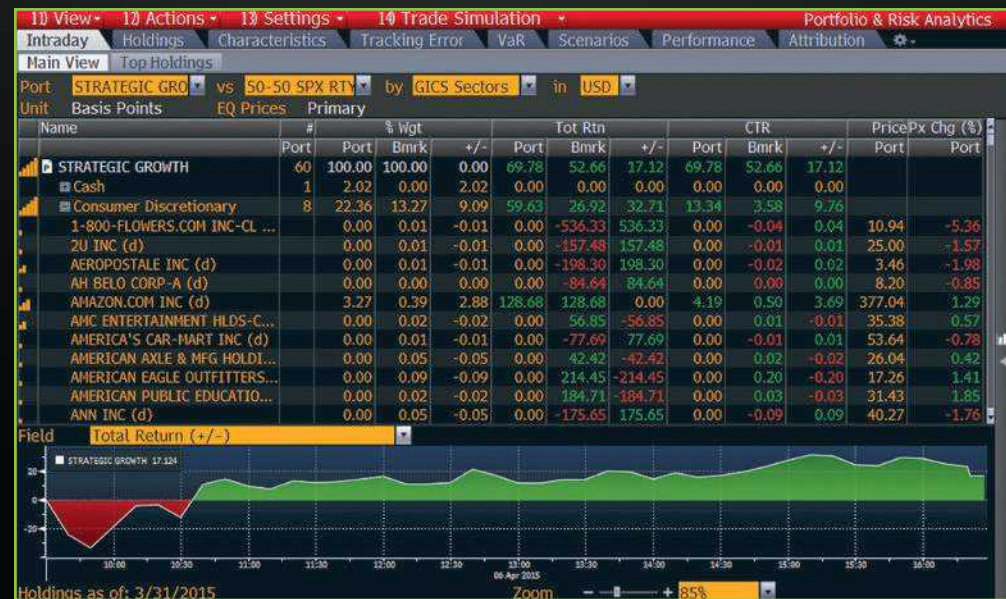 11) View 12) Actions 13) Settings 14) Trade Simulation Portfolio & Risk Analytics
Intraday Holdings Characteristics Tracking Error VaR Scenarios Performance Attribution
Main View Top Holdings
Port STRATEGIC GRO vs 50-50 SPX RTY by GICS Sectors in USD
Unit Basis Points EQ Prices Primary
Name # % Wgt Tot Rtn CTR Price Px Chg (%)
Port Port Bmrk +/- Port Bmrk +/- Port Bmrk +/- Port Port
P STRATEGIC GROWTH 60 100.00 100.00 0.00 69.78 52.66 17.12 69.78 52.66 17.12
Cash 1 2.02 0.00 2.02 0.00 0.00 0.00 0.00 0.00 0.00
Consumer Discretionary 8 22.36 13.27 9.09 59.63 26.92 32.71 13.34 3.58 9.76
1-800-FLOWERS.COM INC-CL ... 0.00 0.01 -0.01 0.00 -536.33 536.33 0.00 -0.04 0.04 10.94 -5.36
2U INC (d) 0.00 0.01 -0.01 0.00 -157.48 157.48 0.00 -0.01 0.01 25.00 -1.57
AEROPOSTALE INC (d) 0.00 0.01 -0.01 0.00 -198.30 198.30 0.00 -0.02 0.02 3.46 -1.98
AH BELO CORP-A (d) 0.00 0.00 0.00 0.00 -84.64 84.64 0.00 0.00 0.00 8.20 -0.85
AMAZON.COM INC (d) 3.27 0.39 2.88 128.68 128.68 0.00 4.19 0.50 3.69 377.04 1.29
AMC ENTERTAINMENT HLDS-C... 0.00 0.02 -0.02 0.00 56.85 -56.85 0.00 0.01 -0.01 35.38 0.57
AMERICA'S CAR-MART INC (d) 0.00 0.01 -0.01 0.00 -77.69 77.69 0.00 -0.01 0.01 53.64 -0.78
AMERICAN AXLE & MFG HOLDI... 0.00 0.05 -0.05 0.00 42.42 -42.42 0.00 0.02 -0.02 26.04 0.42
AMERICAN EAGLE OUTFITTERS... 0.00 0.09 -0.09 0.00 214.45 -214.45 0.00 0.20 -0.20 17.26 1.41
AMERICAN PUBLIC EDUCATIO... 0.00 0.02 -0.02 0.00 184.71 -184.71 0.00 0.03 -0.03 31.43 1.85
ANN INC (d) 0.00 0.05 -0.05 0.00 -175.65 175.65 0.00 -0.09 0.09 40.27 -1.76
Field Total Return (+/-)
STRATEGIC GROWTH 17.124
20
0
-20
10:00 10:30 11:00 11:30 12:00 12:30 13:00 13:30 14:00 14:30 15:00 15:30 16:00
06 Apr 2015
Holdings as of: 3/31/2015 Zoom - + 85%